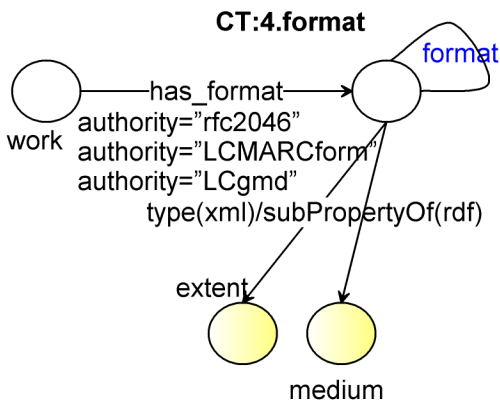 CT:4.format
format
has_format
work
authority="rfc2046"
authority="LCMARCform"
authority="LCgmd"
type(xml)/subPropertyOf(rdf)
extent
medium